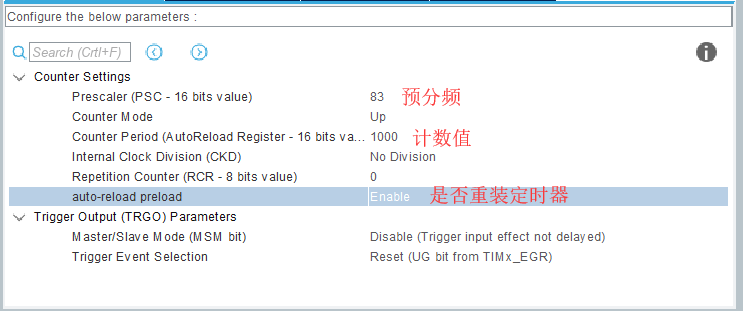 Configure the below parameters :
Search (Crtl+F)
Counter Settings
Prescaler (PSC - 16 bits value) 83 预分频
Counter Mode Up
Counter Period (AutoReload Register - 16 bits va... 1000 计数值
Internal Clock Division (CKD) No Division
Repetition Counter (RCR - 8 bits value) 0
auto-reload preload Enable 是否重装定时器
Trigger Output (TRGO) Parameters
Master/Slave Mode (MSM bit) Disable (Trigger input effect not delayed)
Trigger Event Selection Reset (UG bit from TIMx_EGR)